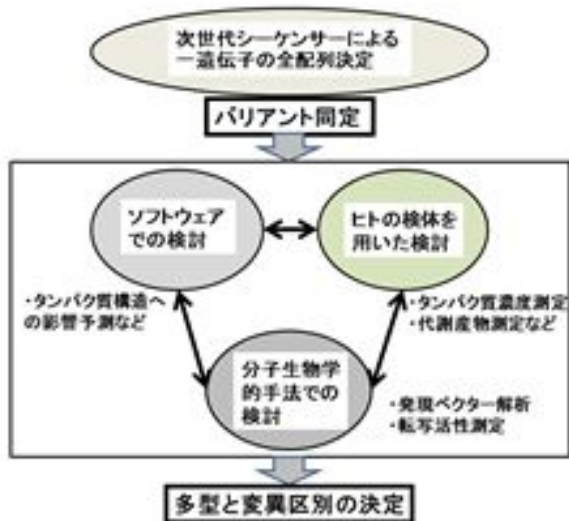 次世代シーケンサーによる
一遺伝子の全配列決定
バリアント同定
ソフトウェア
での検討
ヒトの検体を
用いた検討
・タンパク質構造へ
の影響予測など
・タンパク質濃度測定
・代謝産物測定など
分子生物学
的手法での
検討
・発現ベクター解析
・転写活性測定
多型と変異区別の決定